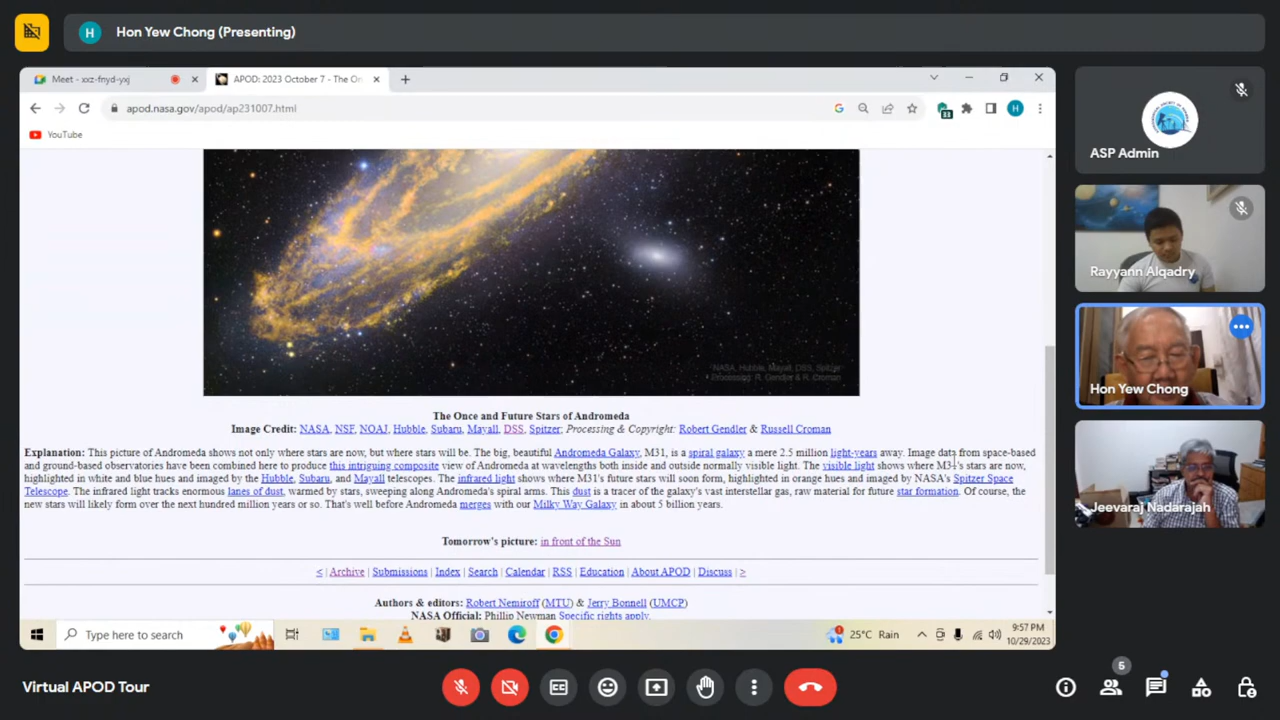 H Hon Yew Chong (Presenting)
Meet - xxz-fnyd-yxj
APOD: 2023 October 7 - The On
apod.nasa.gov/apod/ap231007.html
33
H
YouTube
NASA, Hubble, Mayall, DSS, Spitzer
Processing: R. Gendler & R. Croman
The Once and Future Stars of Andromeda
Image Credit: NASA, NSF, NOAJ, Hubble, Subaru, Mayall, DSS, Spitzer; Processing & Copyright: Robert Gendler & Russell Croman
Explanation: This picture of Andromeda shows not only where stars are now, but where stars will be. The big, beautiful Andromeda Galaxy, M31, is a spiral galaxy a mere 2.5 million light-years away. Image data from space-based
and ground-based observatories have been combined here to produce this intriguing composite view of Andromeda at wavelengths both inside and outside normally visible light. The visible light shows where M31's stars are now,
highlighted in white and blue hues and imaged by the Hubble, Subaru, and Mayall telescopes. The infrared light shows where M31's future stars will soon form, highlighted in orange hues and imaged by NASA's Spitzer Space
Telescope. The infrared light tracks enormous lanes of dust, warmed by stars, sweeping along Andromeda's spiral arms. This dust is a tracer of the galaxy's vast interstellar gas, raw material for future star formation. Of course, the
new stars will likely form over the next hundred million years or so. That's well before Andromeda merges with our Milky Way Galaxy in about 5 billion years.
Tomorrow's picture: in front of the Sun
< | Archive | Submissions | Index | Search | Calendar | RSS | Education | About APOD | Discuss | >
Authors & editors: Robert Nemiroff (MTU) & Jerry Bonnell (UMCP)
NASA Official: Phillip Newman Specific rights apply.
Type here to search
25°C Rain
9:57 PM
10/29/2023
ASP Admin
Rayyann Alqadry
Hon Yew Chong
Jeevaraj Nadarajah
Virtual APOD Tour
5